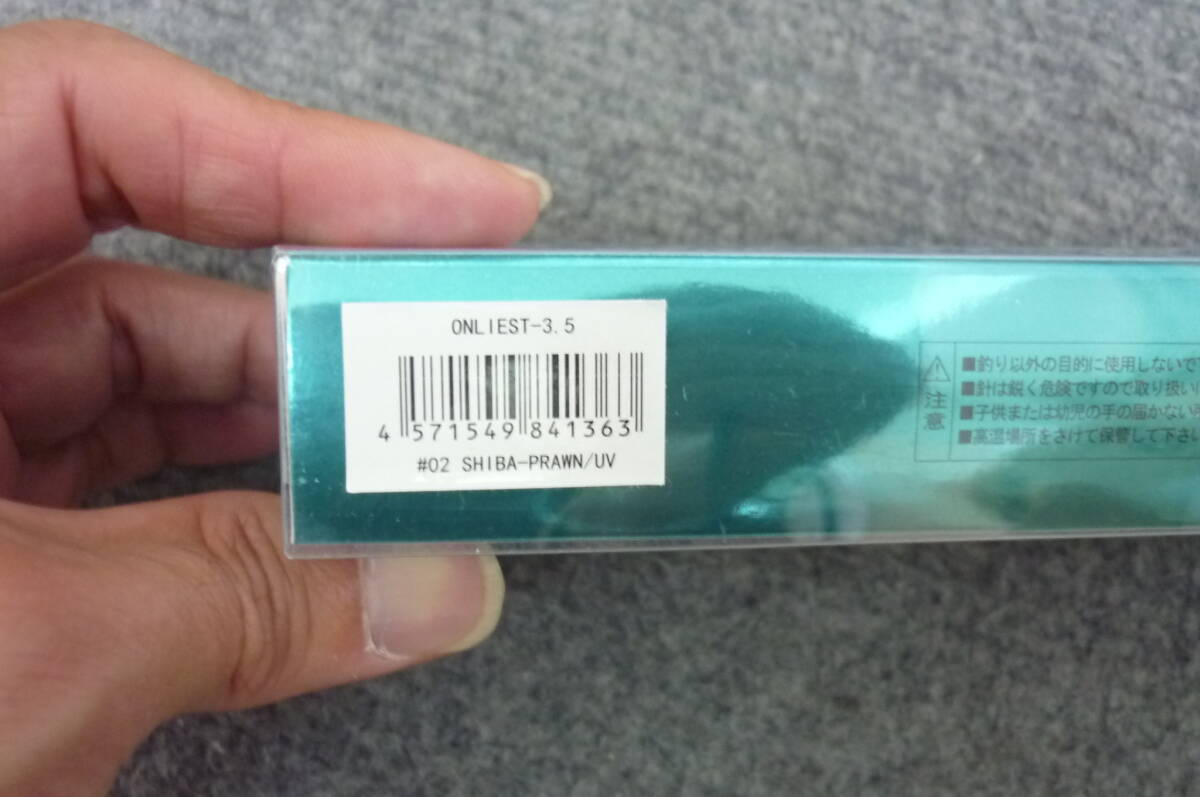 ONLIEST-3.5
4 571549 841363
#02 SHIBA-PRAWN/UV
注意
■釣り以外の目的に使用しないで
■針は鋭く危険ですので取り扱い
■子供または幼児の手の届かない
■高温場所をさけて保管して下さ